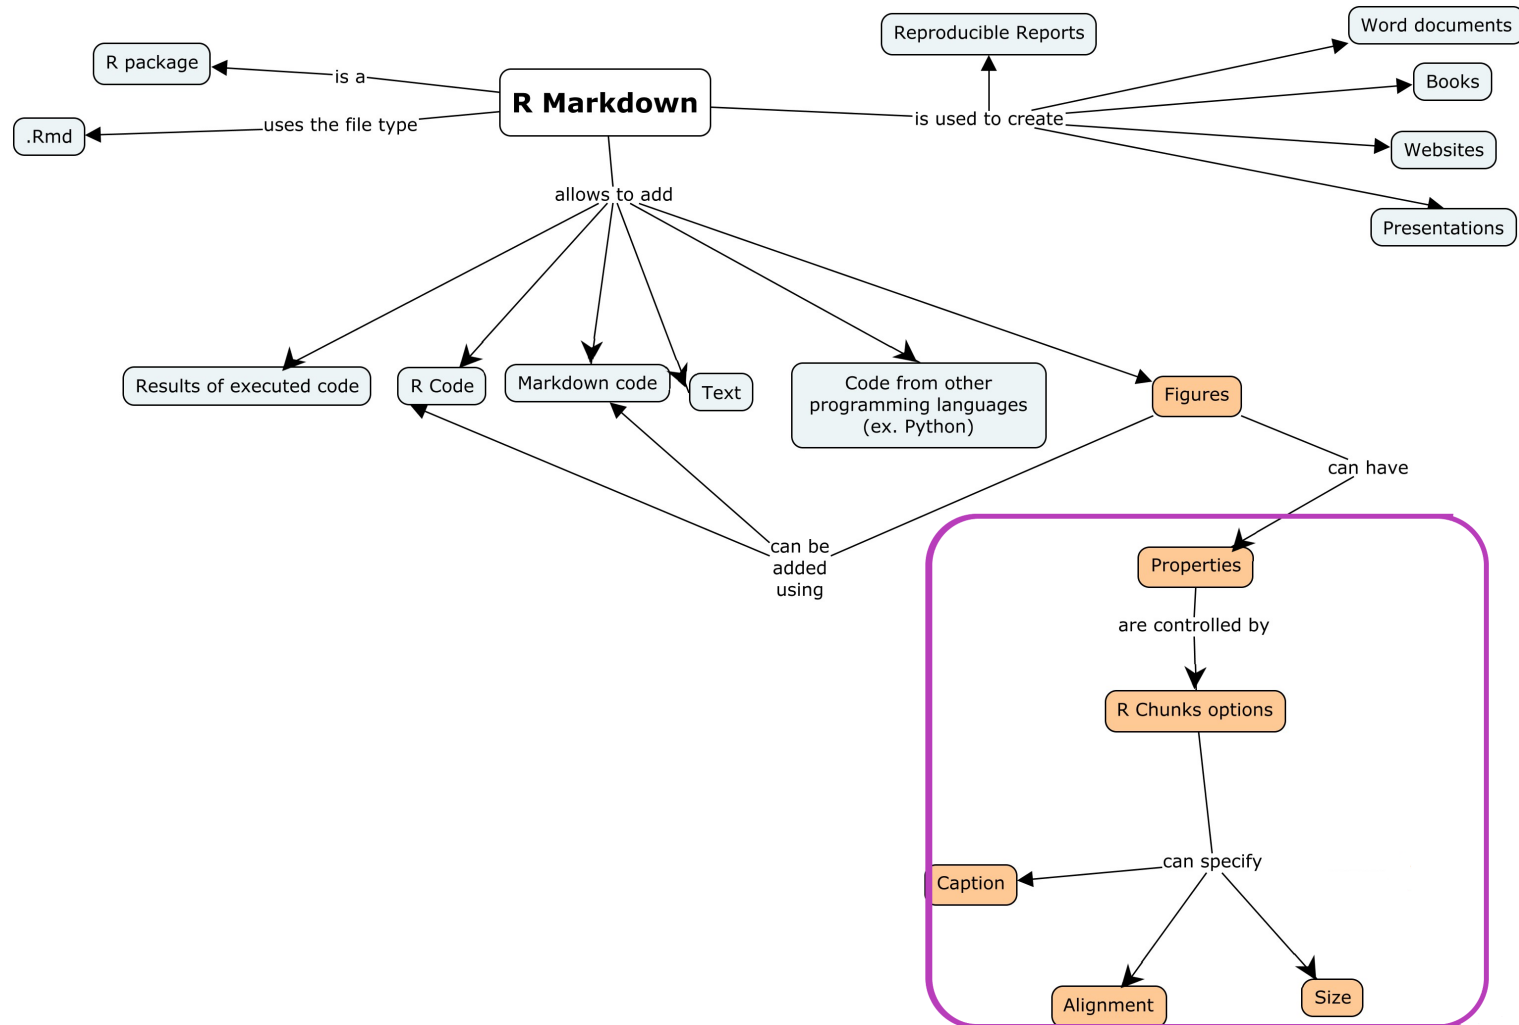 Reproducible Reports
Word documents
R package
is a
R Markdown
Books
.Rmd
uses the file type
is used to create
Websites
allows to add
Presentations
Results of executed code
R Code
Markdown code
Text
Code from other
programming languages
(ex. Python)
Figures
can have
can be
added
using
Properties
are controlled by
R Chunks options
can specify
Caption
Alignment
Size